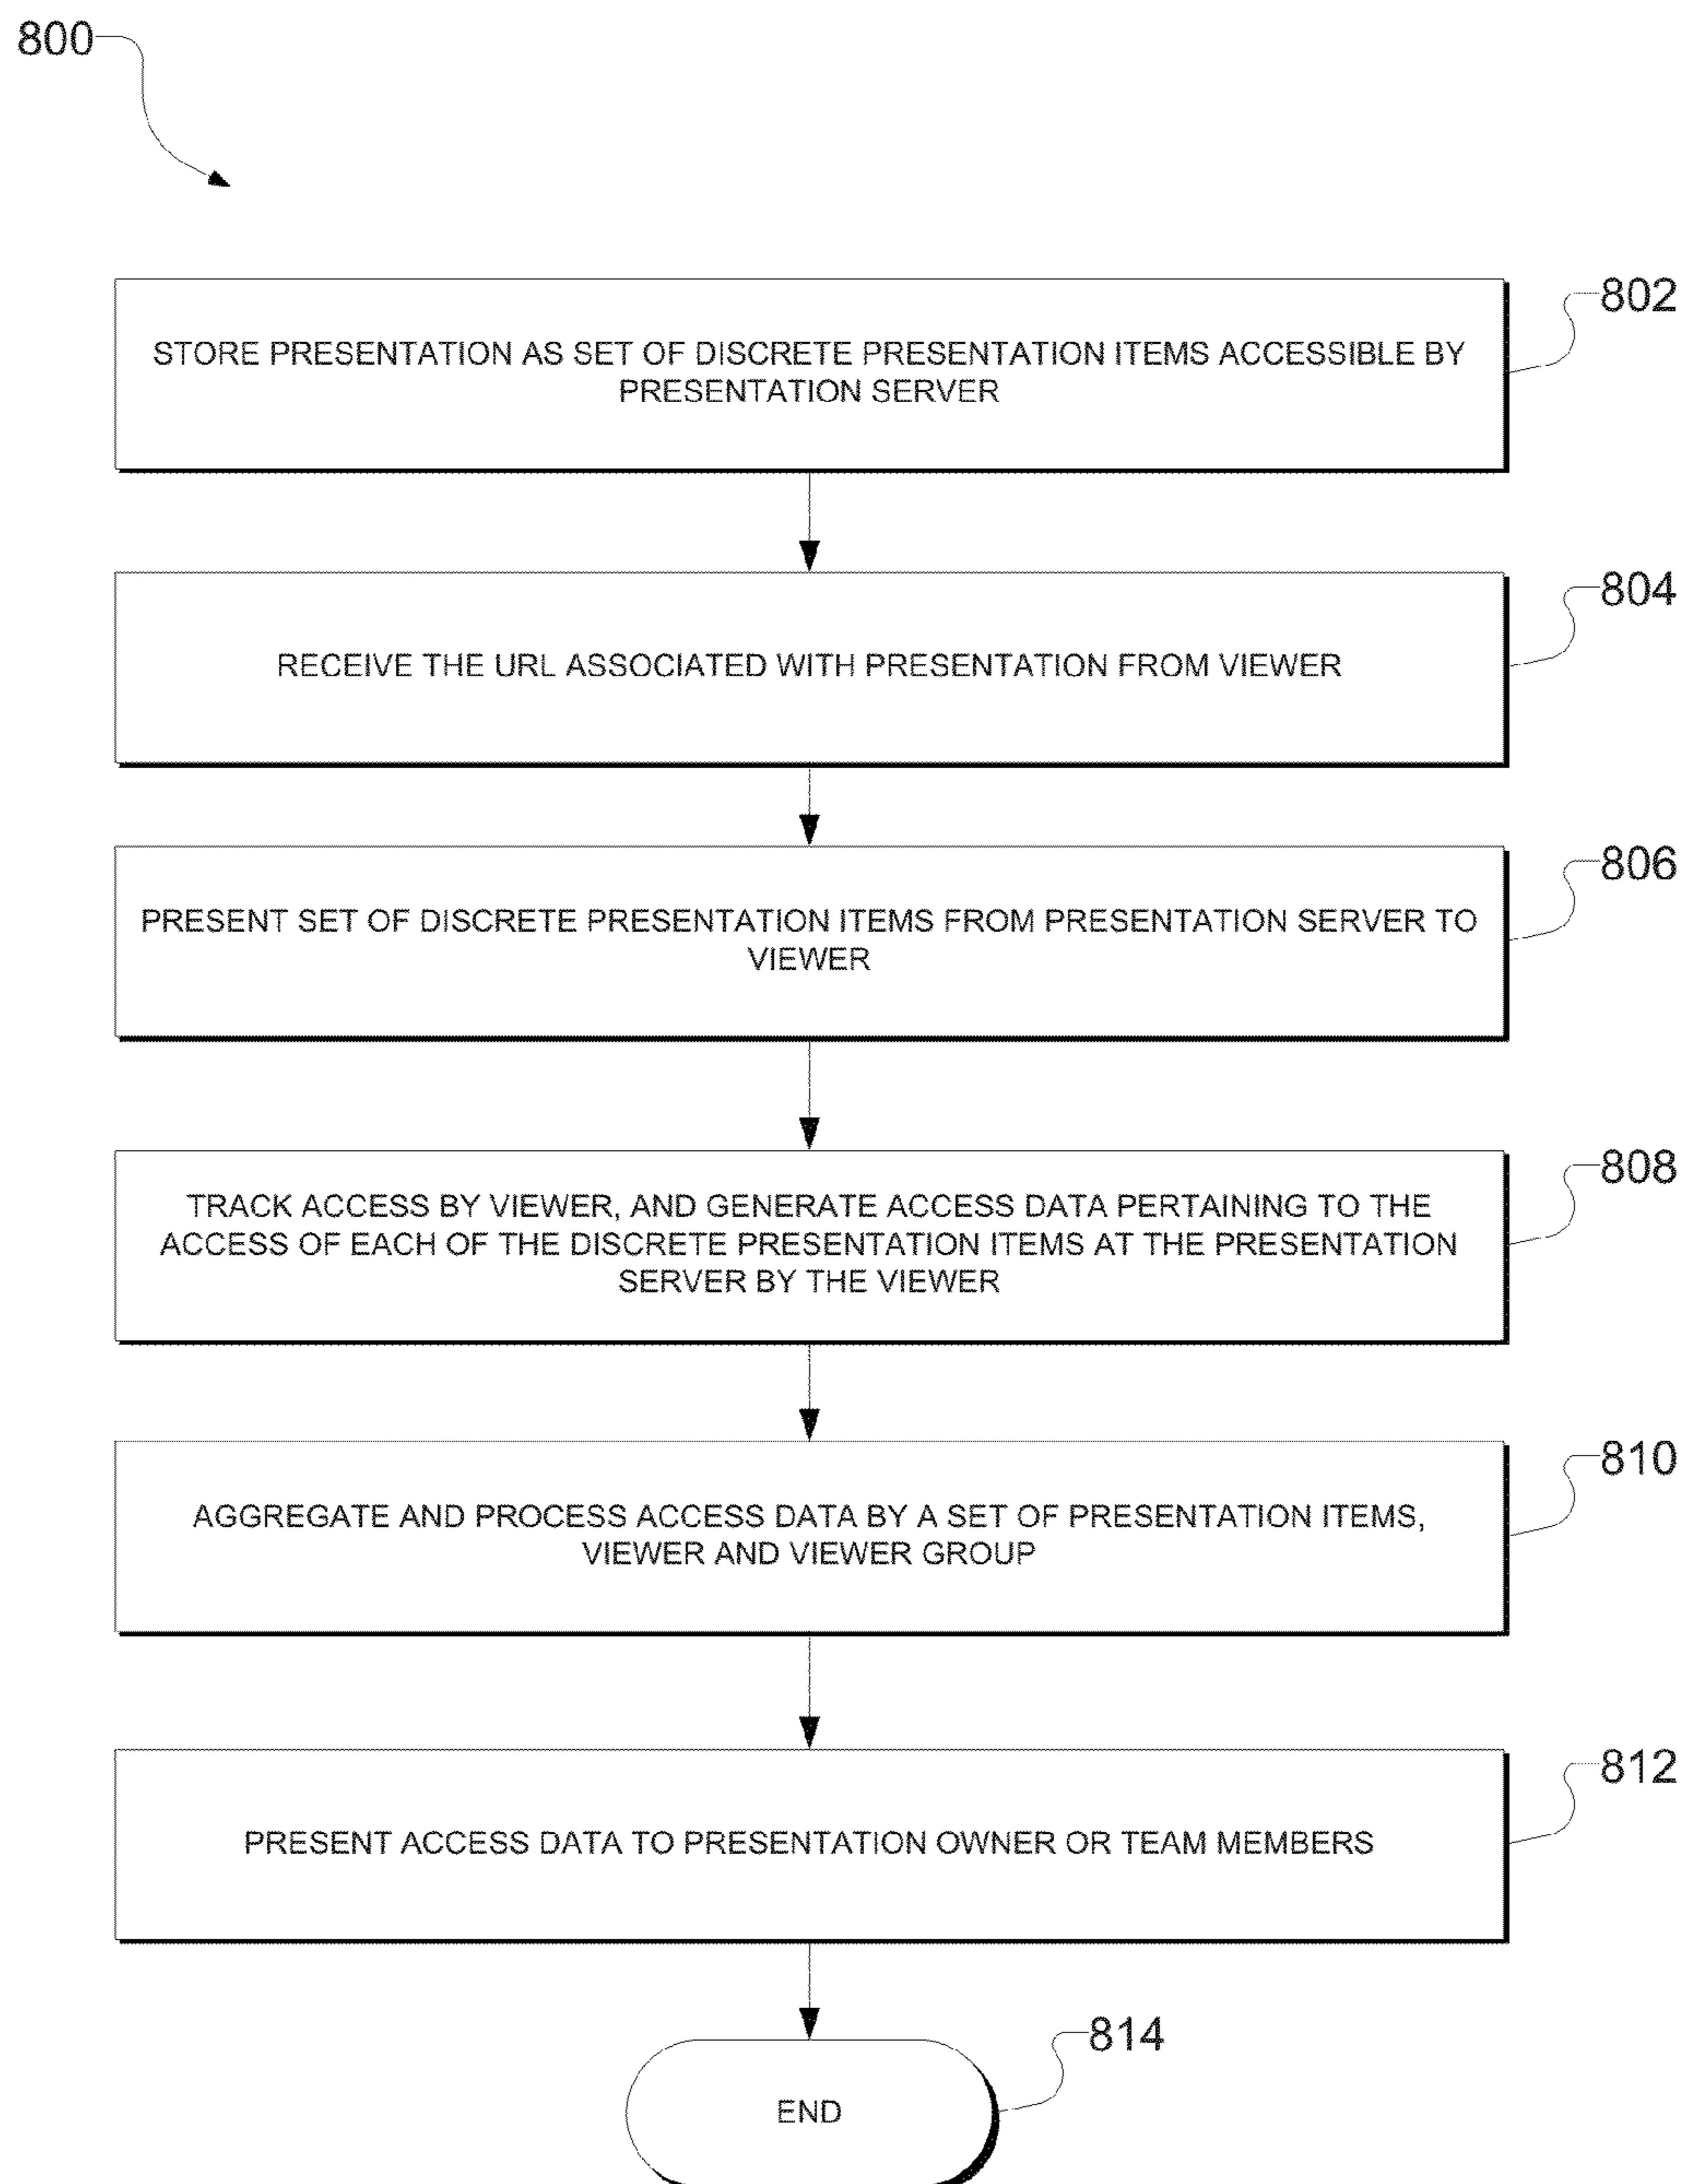 800
802
STORE PRESENTATION AS SET OF DISCRETE PRESENTATION ITEMS ACCESSIBLE BY
PRESENTATION SERVER
804
RECEIVE THE URL ASSOCIATED WITH PRESENTATION FROM VIEWER
806
PRESENT SET OF DISCRETE PRESENTATION ITEMS FROM PRESENTATION SERVER TO
VIEWER
808
TRACK ACCESS BY VIEWER, AND GENERATE ACCESS DATA PERTAINING TO THE
ACCESS OF EACH OF THE DISCRETE PRESENTATION ITEMS AT THE PRESENTATION
SERVER BY THE VIEWER
810
AGGREGATE AND PROCESS ACCESS DATA BY A SET OF PRESENTATION ITEMS,
VIEWER AND VIEWER GROUP
812
PRESENT ACCESS DATA TO PRESENTATION OWNER OR TEAM MEMBERS
814
END